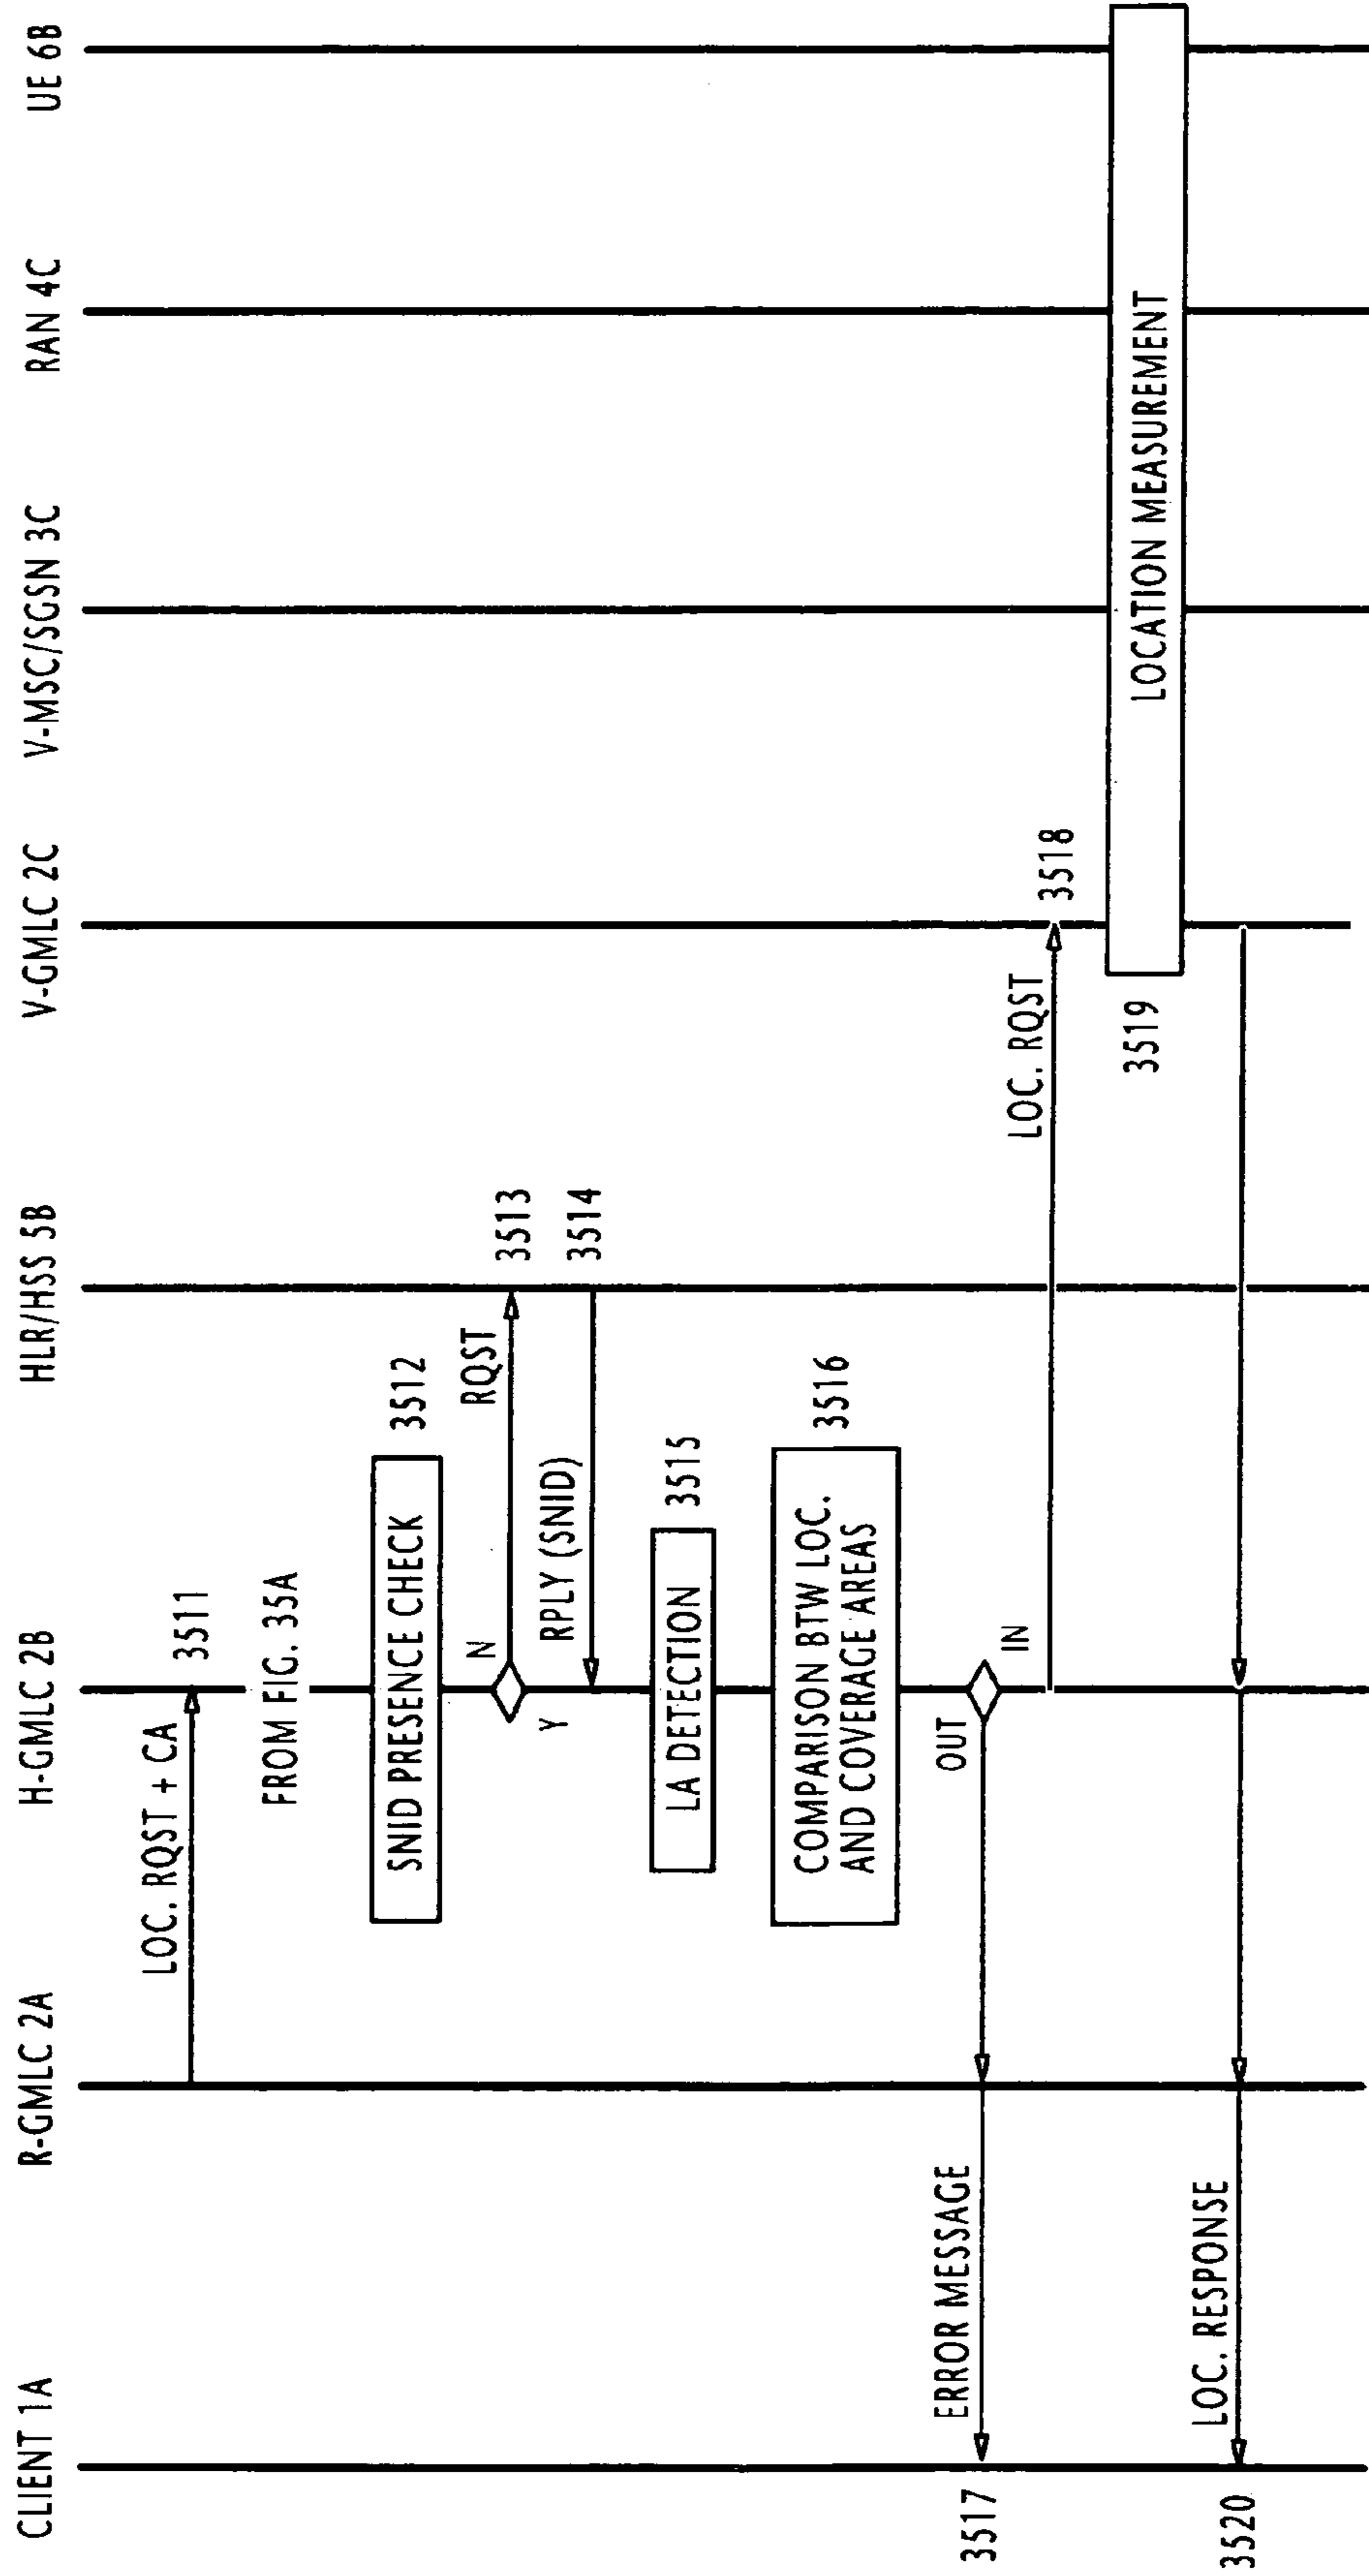 CLIENT 1A
R-GMLC 2A
H-GMLC 2B
HLR/HSS 5B
V-GMLC 2C
V-MSC/SGSN 3C
RAN 4C
UE 6B
LOC. RQST + CA
3511
FROM FIG. 35A
SNID PRESENCE CHECK
3512
N
RQST
3513
Y
RPLY (SNID)
3514
LA DETECTION
3515
COMPARISON BTW LOC.
AND COVERAGE AREAS
3516
3517
ERROR MESSAGE
OUT
IN
LOC. RQST
3518
3519
LOCATION MEASUREMENT
3520
LOC. RESPONSE